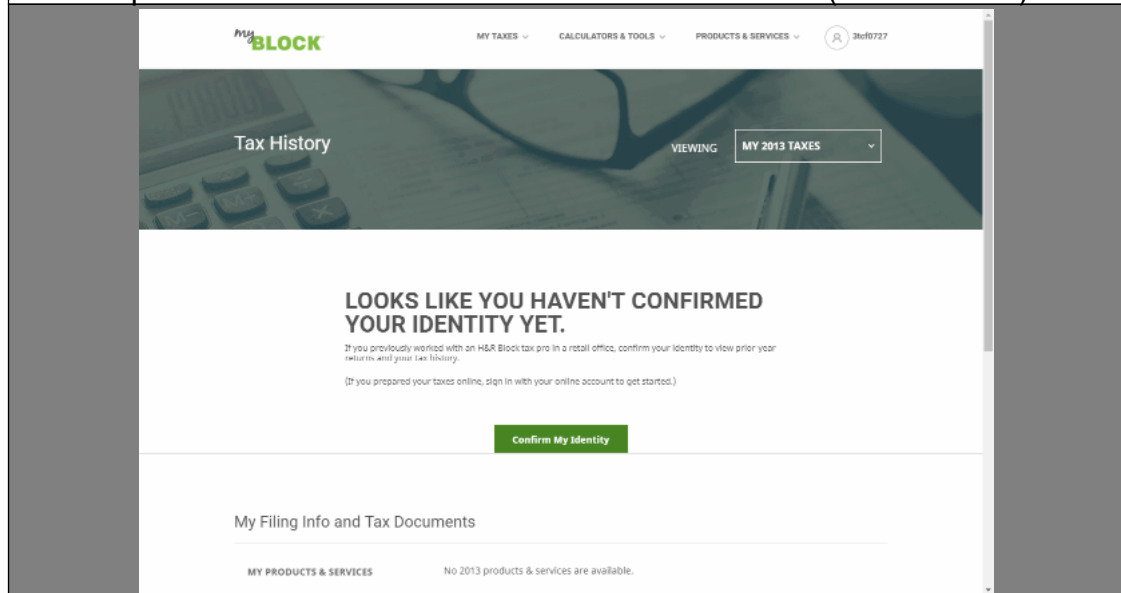 my BLOCK
MY TAXES
CALCULATORS & TOOLS
PRODUCTS & SERVICES
3tcf0727
Tax History
VIEWING
MY 2013 TAXES
LOOKS LIKE YOU HAVEN'T CONFIRMED
YOUR IDENTITY YET.
If you previously worked with an H&R Block tax pro in a retail office, confirm your identity to view prior year
returns and your tax history.
(If you prepared your taxes online, sign in with your online account to get started.)
Confirm My Identity
My Filing Info and Tax Documents
MY PRODUCTS & SERVICES
No 2013 products & services are available.